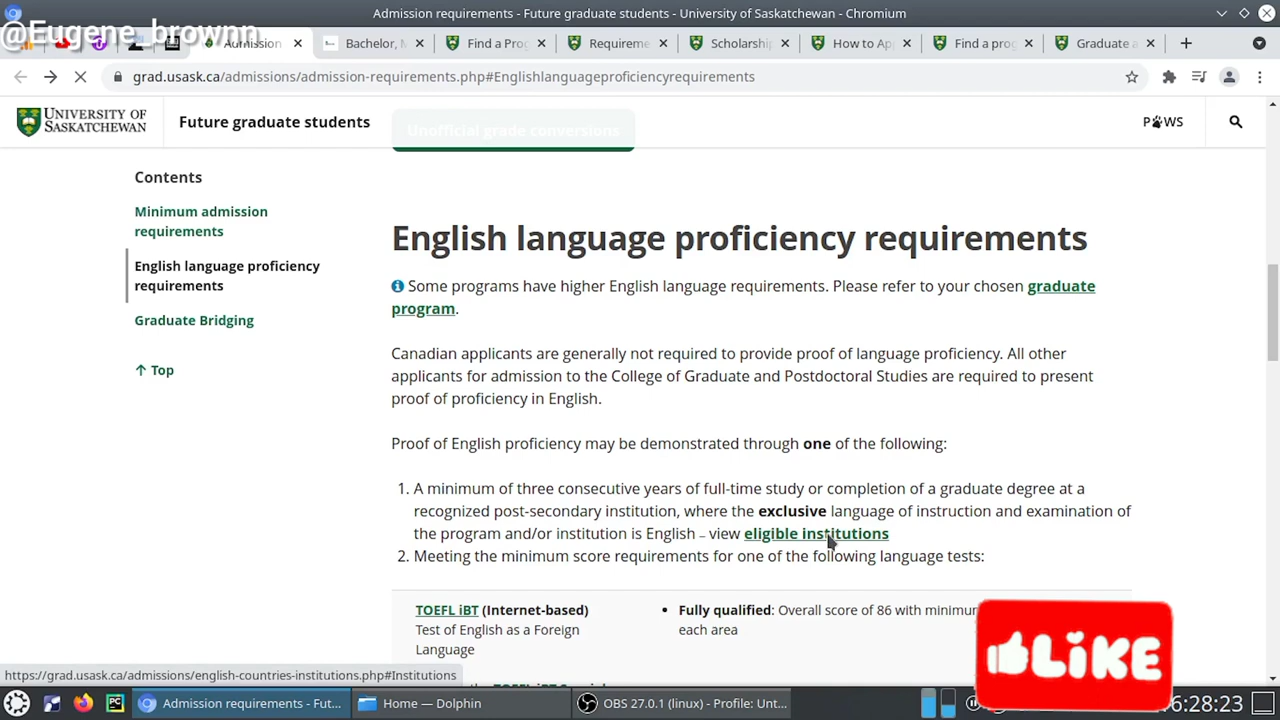 Admission requirements - Future graduate students - University of Saskatchewan - Chromium
@Eugene_brownn
Admission
Bachelor, M
Find a Prog
Requireme
Scholarshi
How to Ap
Find a prog
Graduate a
grad.usask.ca/admissions/admission-requirements.php#Englishlanguageproficiencyrequirements
UNIVERSITY OF
SASKATCHEWAN
Future graduate students
Unofficial grade conversions
PAWS
Contents
Minimum admission
requirements
English language proficiency
requirements
Graduate Bridging
↑ Top
English language proficiency requirements
Some programs have higher English language requirements. Please refer to your chosen graduate
program.
Canadian applicants are generally not required to provide proof of language proficiency. All other
applicants for admission to the College of Graduate and Postdoctoral Studies are required to present
proof of proficiency in English.
Proof of English proficiency may be demonstrated through one of the following:
1. A minimum of three consecutive years of full-time study or completion of a graduate degree at a
recognized post-secondary institution, where the exclusive language of instruction and examination of
the program and/or institution is English – view eligible institutions
2. Meeting the minimum score requirements for one of the following language tests:
TOEFL iBT (Internet-based)
Test of English as a Foreign
Language
• Fully qualified: Overall score of 86 with minimum
each area
LiKE
https://grad.usask.ca/admissions/english-countries-institutions.php#Institutions
Admission requirements - Fut...
Home — Dolphin
OBS 27.0.1 (linux) - Profile: Unt...
16:28:23